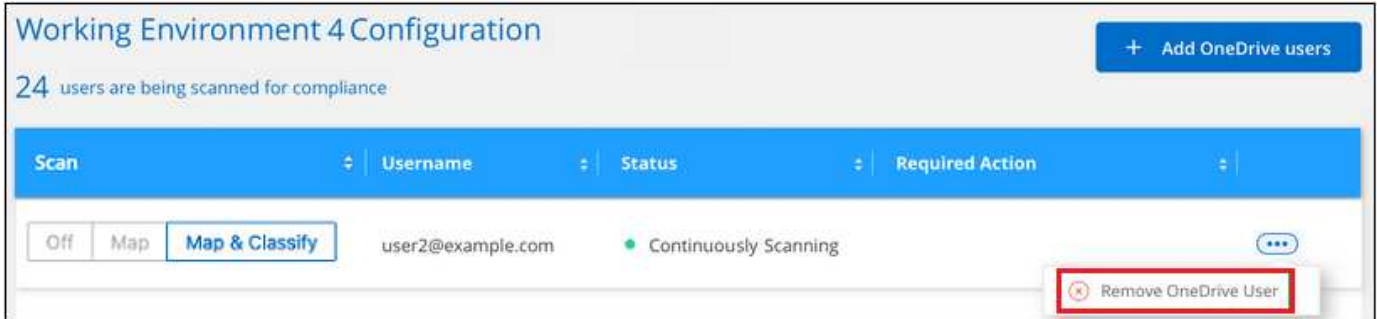 Working Environment 4 Configuration
+ Add OneDrive users
24 users are being scanned for compliance
Scan Username Status Required Action
Off Map Map & Classify user2@example.com Continuously Scanning
Remove OneDrive User